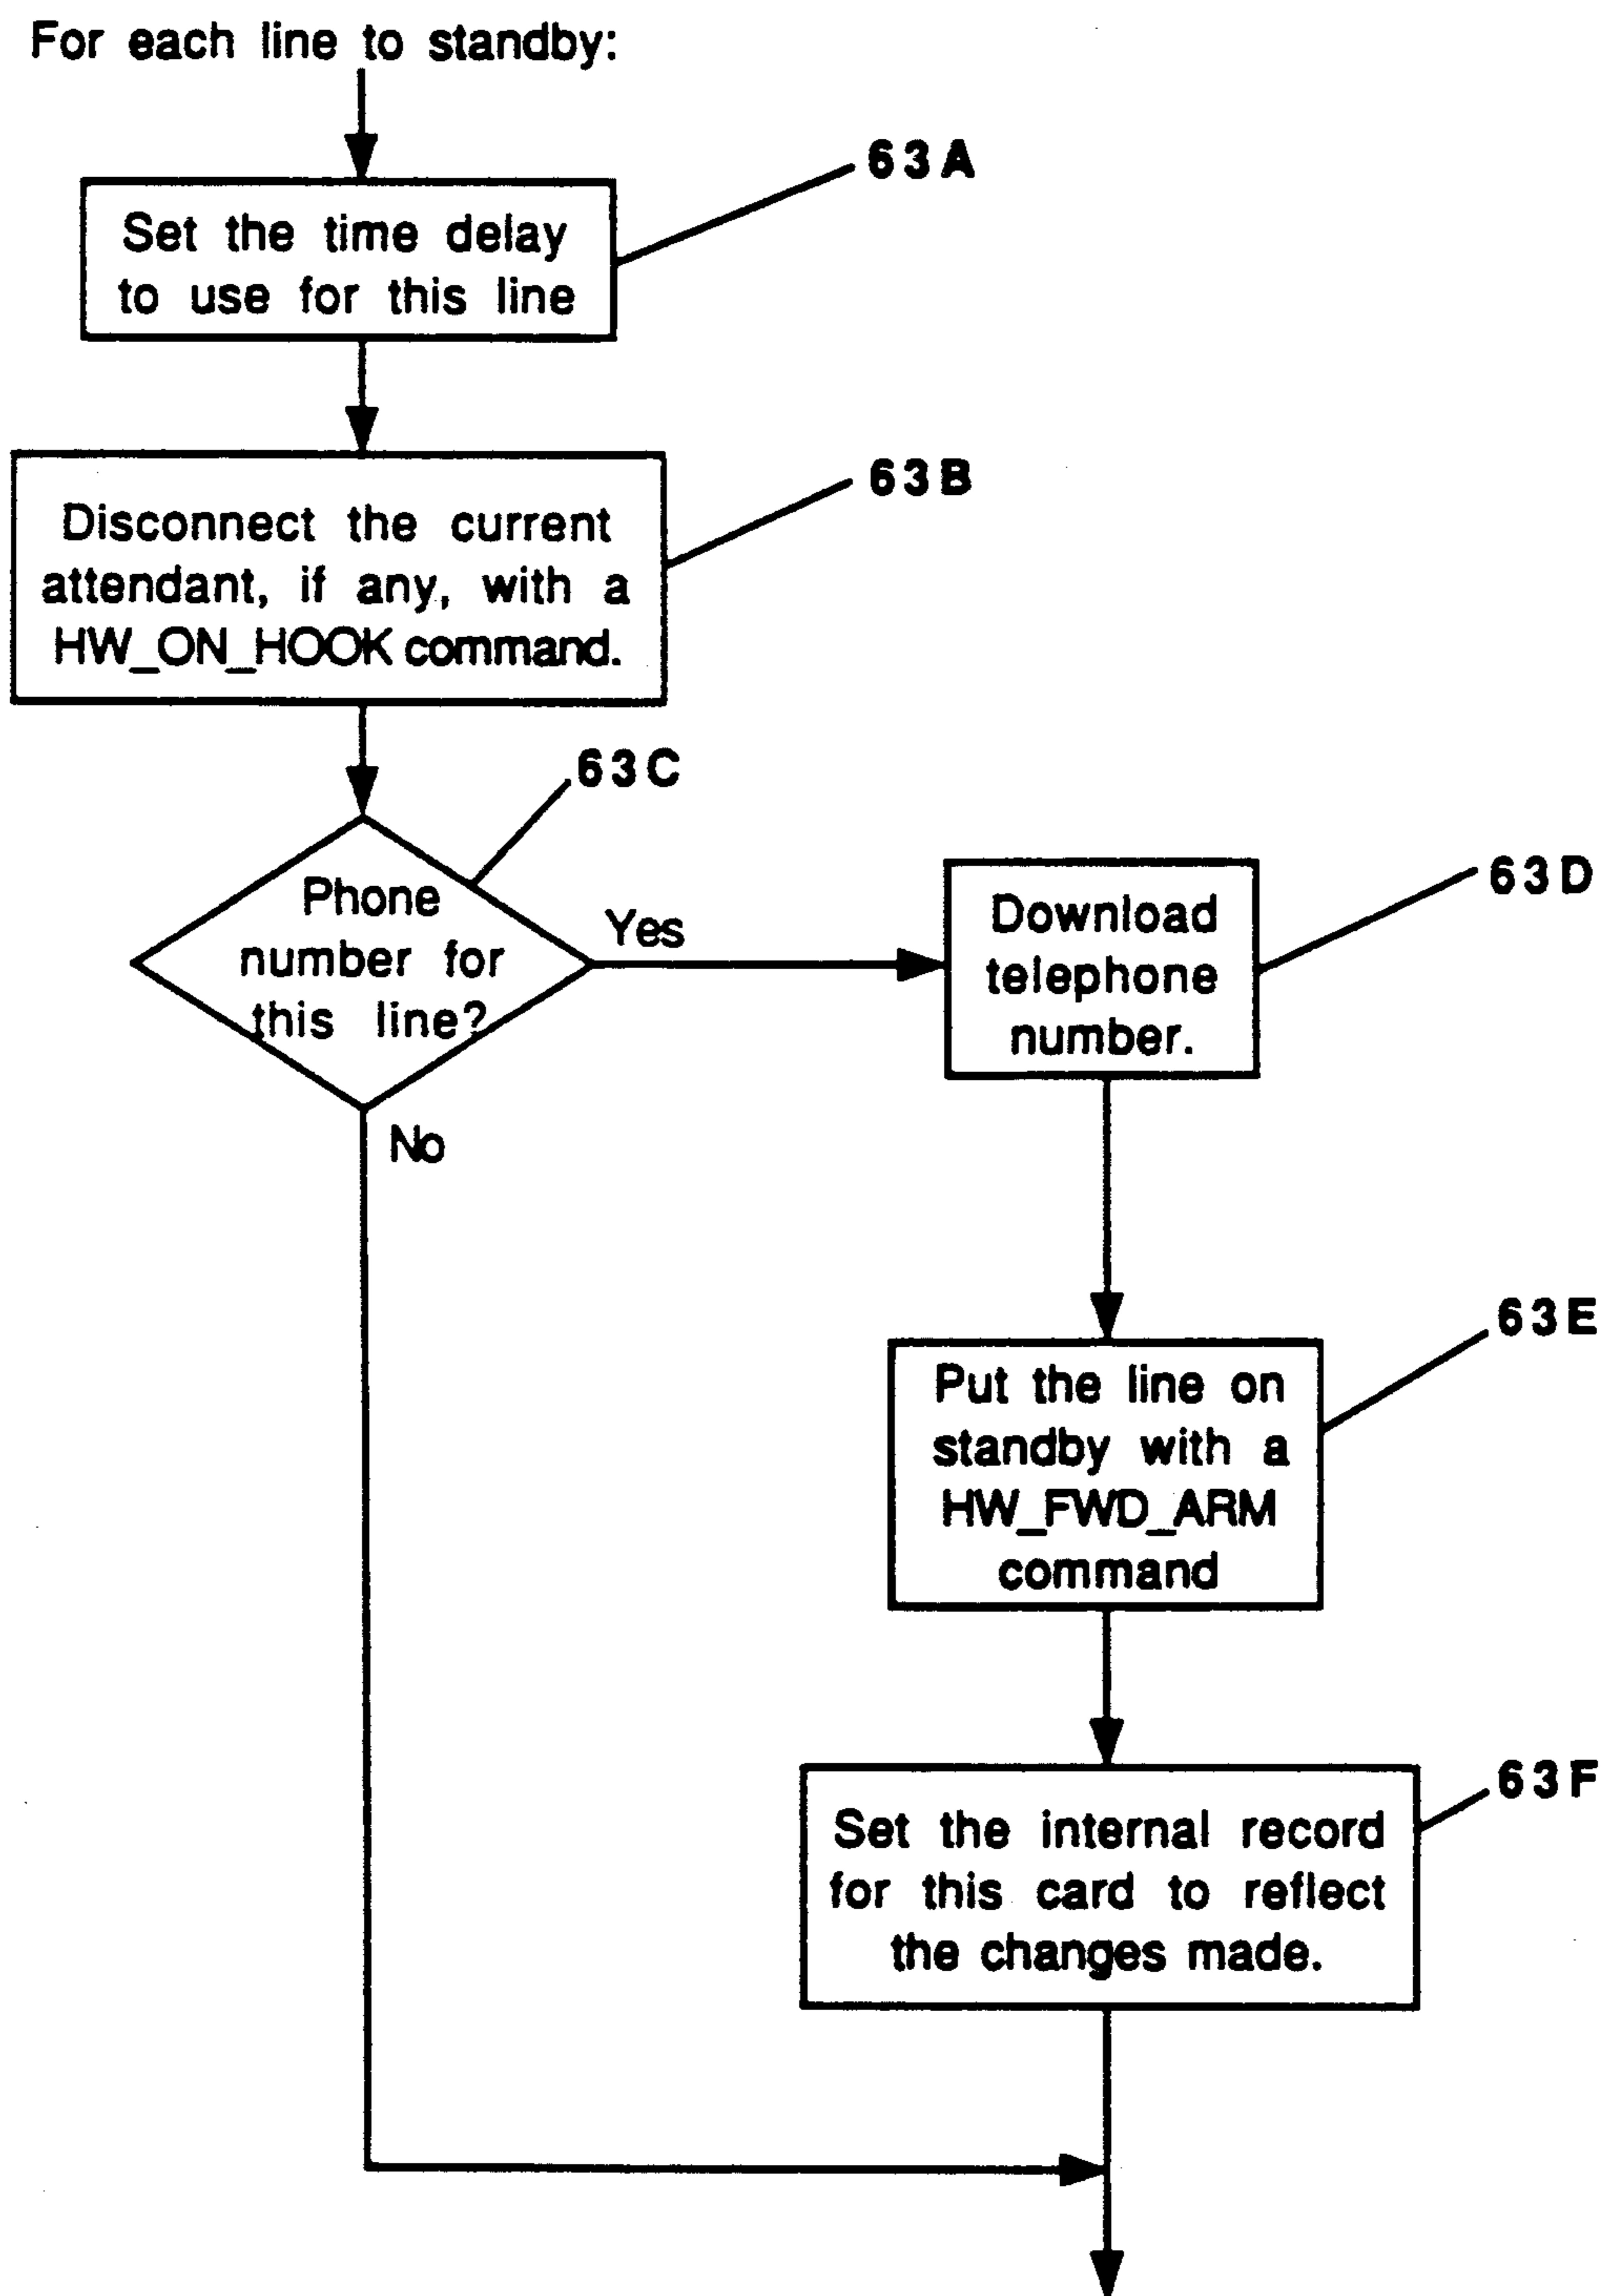 For each line to standby:
63A
Set the time delay
to use for this line
63B
Disconnect the current
attendant, if any, with a
HW_ON_HOOK command.
63C
Phone
number for
this line?
Yes
No
63D
Download
telephone
number.
63E
Put the line on
standby with a
HW_FWD_ARM
command
63F
Set the internal record
for this card to reflect
the changes made.